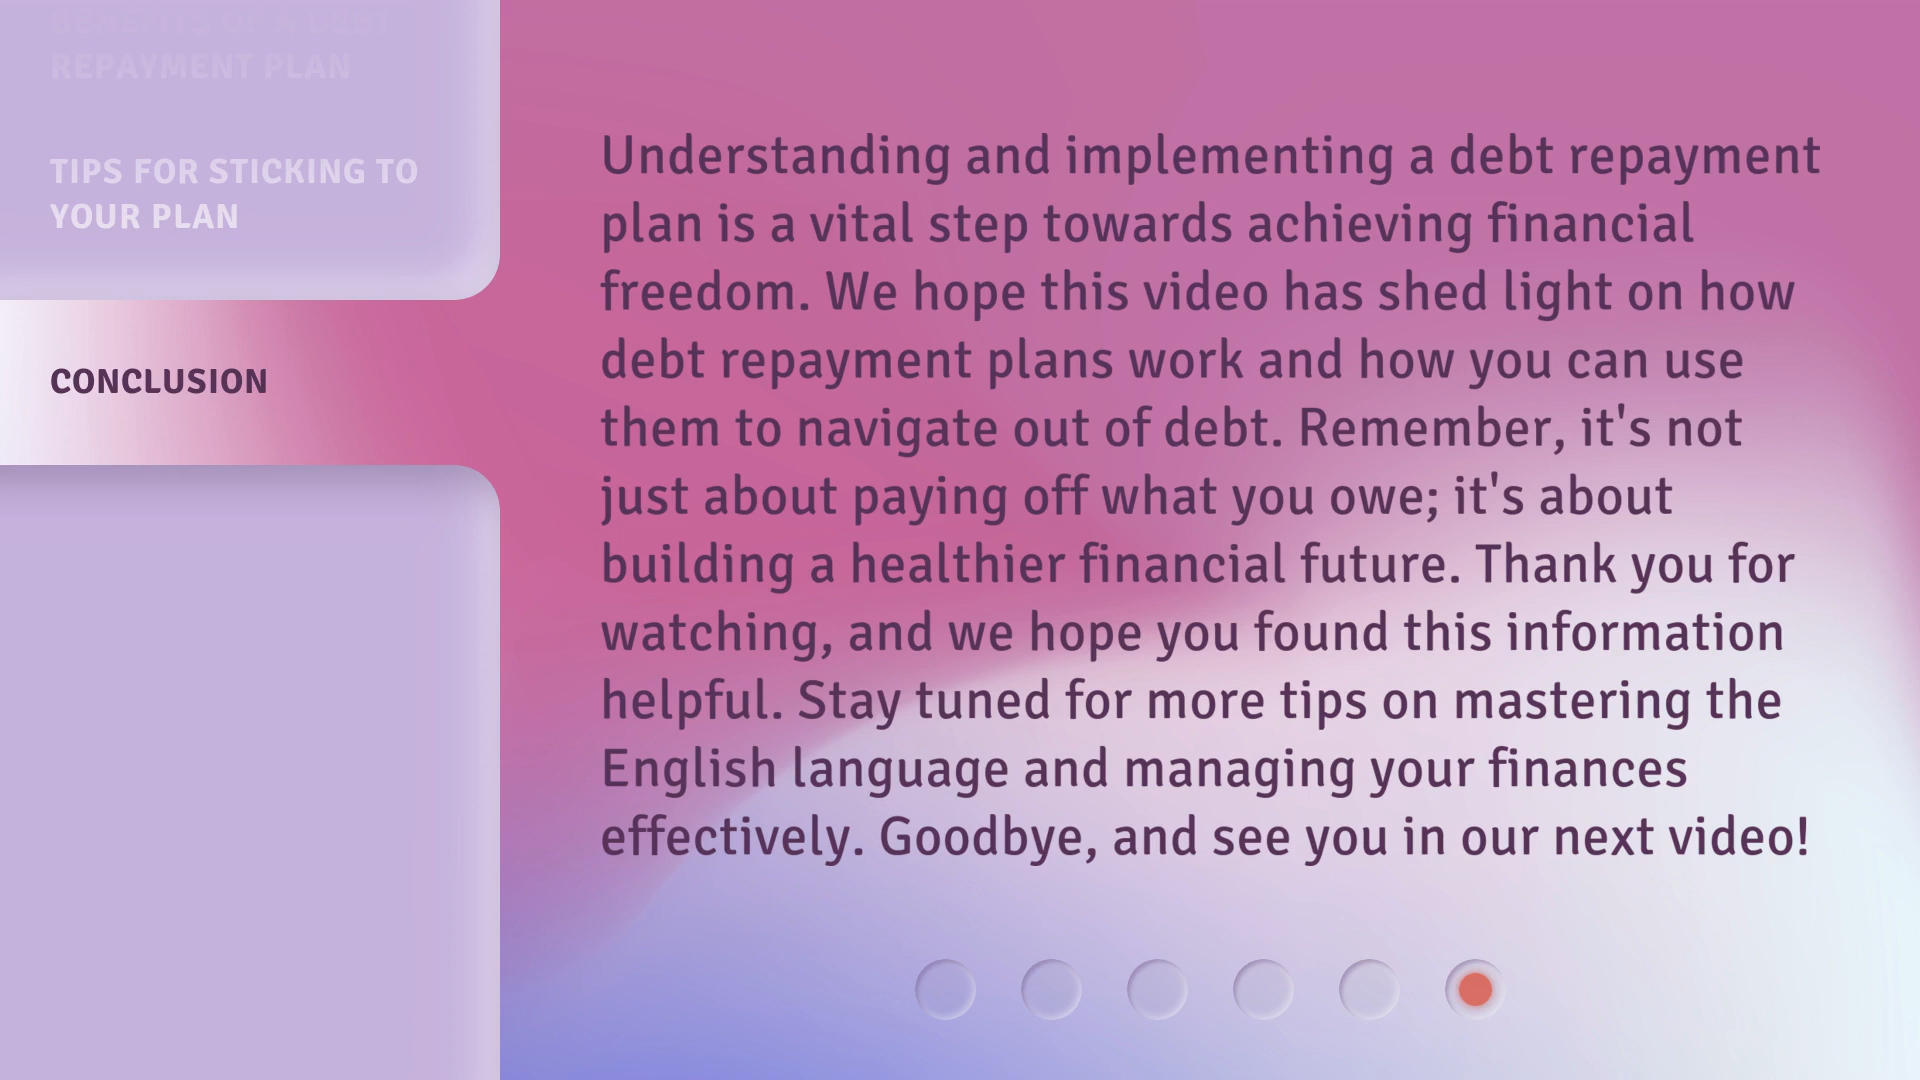 BENEFITS OF A DEBT
REPAYMENT PLAN
TIPS FOR STICKING TO
YOUR PLAN
CONCLUSION
Understanding and implementing a debt repayment
plan is a vital step towards achieving financial
freedom. We hope this video has shed light on how
debt repayment plans work and how you can use
them to navigate out of debt. Remember, it's not
just about paying off what you owe; it's about
building a healthier financial future. Thank you for
watching, and we hope you found this information
helpful. Stay tuned for more tips on mastering the
English language and managing your finances
effectively. Goodbye, and see you in our next video!